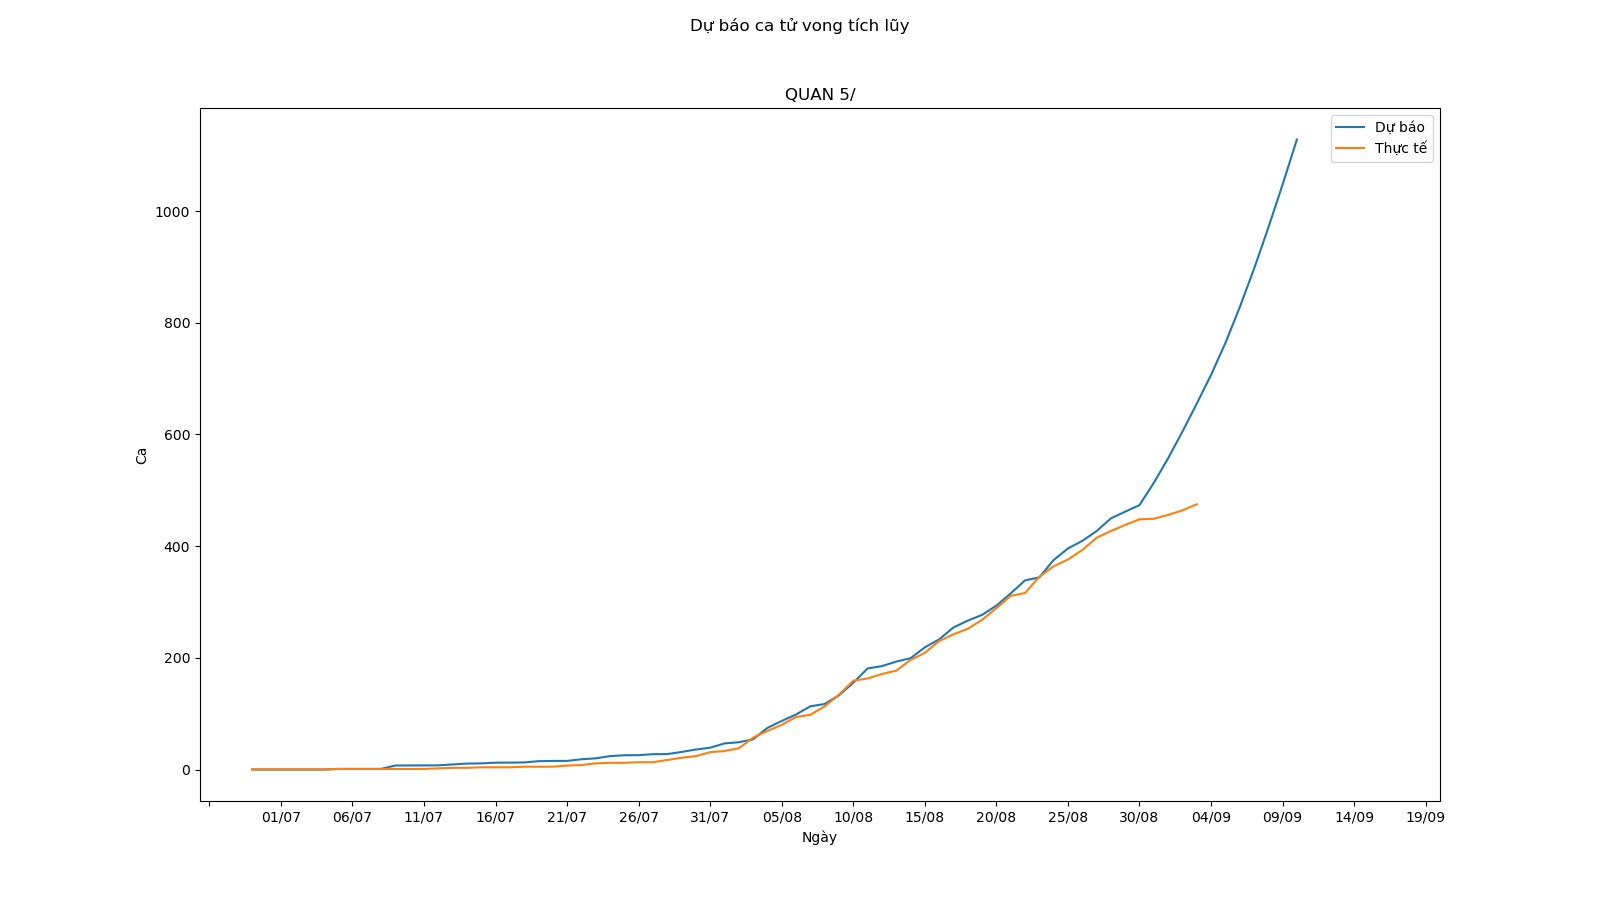 Dự báo ca tử vong tích lũy
QUAN 5/
Dự báo
Thực tế
1000
800
600
400
200
0
Ca
01/07 06/07 11/07 16/07 21/07 26/07 31/07 05/08 10/08 15/08 20/08 25/08 30/08 04/09 09/09 14/09 19/09
Ngày